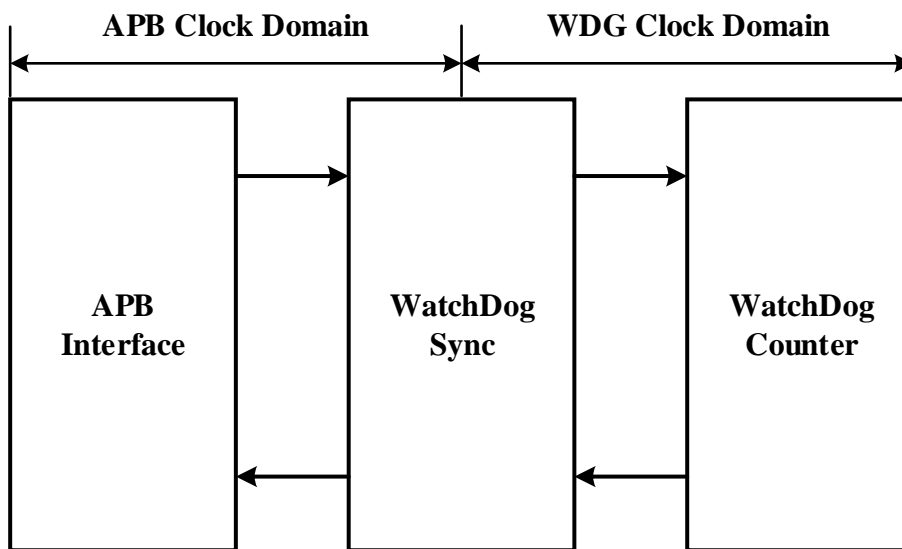 APB Clock Domain
WDG Clock Domain
APB
Interface
WatchDog
Sync
WatchDog
Counter